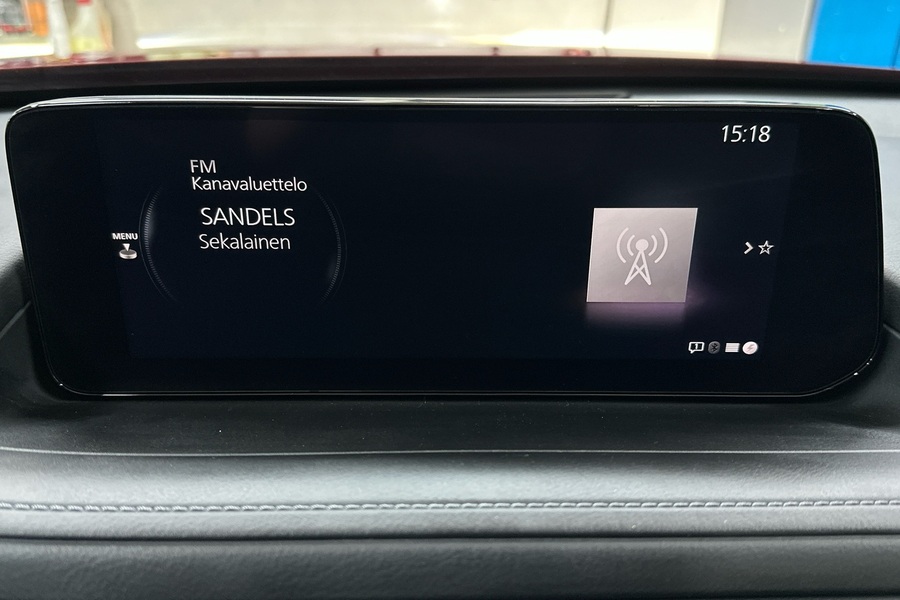 15:18
FM
Kanavaluettelo
SANDELS
Sekalainen
MENU